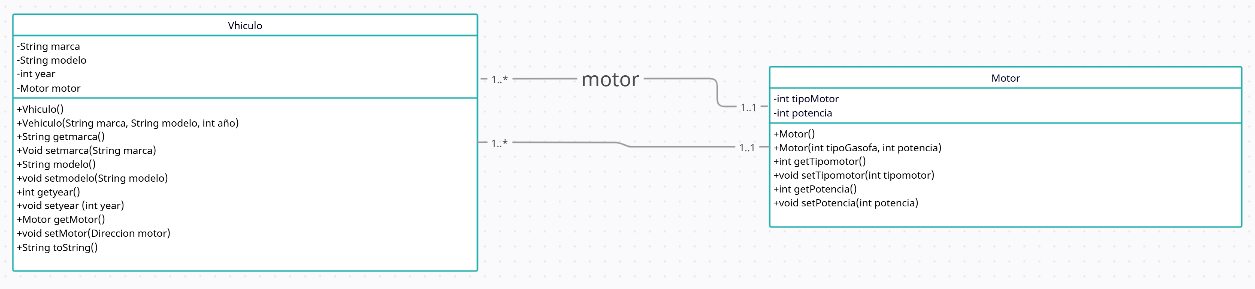 Vhiculo
-String marca
-String modelo
-int year
-Motor motor
+Vhiculo()
+Vehiculo(String marca, String modelo, int año)
+String getmarca()
+Void setmarca(String marca)
+String modelo()
+void setmodelo(String modelo)
+int getyear()
+void setyear (int year)
+Motor getMotor()
+void setMotor(Direccion motor)
+String toString()
1..*
motor
1..1
1..*
1..1
Motor
-int tipoMotor
-int potencia
+Motor()
+Motor(int tipoGasofa, int potencia)
+int getTipomotor()
+void setTipomotor(int tipomotor)
+int getPotencia()
+void setPotencia(int potencia)